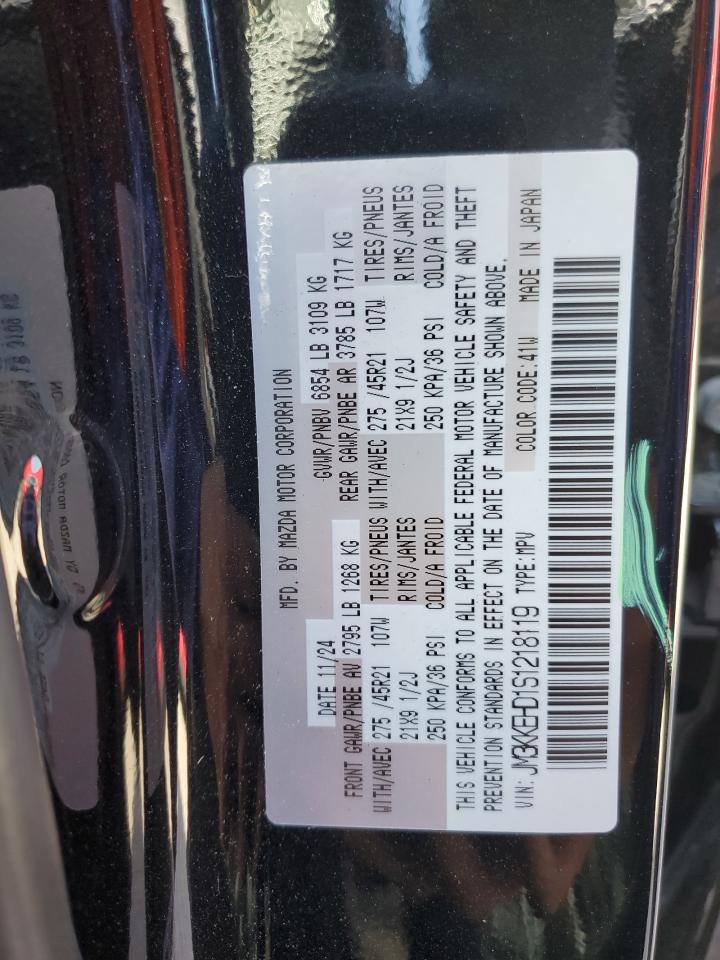 MFD. BY MAZDA MOTOR CORPORATION
DATE 11/24 GVWR/PNBV 6854 LB 3109 KG
FRONT GAWR/PNBE AV 2795 LB 1268 KG REAR GAWR/PNBE AR 3785 LB 1717 KG
WITH/AVEC 275 /45R21 107W TIRES/PNEUS WITH/AVEC 275 /45R21 107W TIRES/PNEUS
21X9 1/2J RIMS/JANTES 21X9 1/2J RIMS/JANTES
250 KPA/36 PSI COLD/A FROID 250 KPA/36 PSI COLD/A FROID
THIS VEHICLE CONFORMS TO ALL APPLICABLE FEDERAL MOTOR VEHICLE SAFETY AND THEFT
PREVENTION STANDARDS IN EFFECT ON THE DATE OF MANUFACTURE SHOWN ABOVE.
VIN: JM3KKEHD1S1218119 TYPE:MPV COLOR CODE:41W MADE IN JAPAN